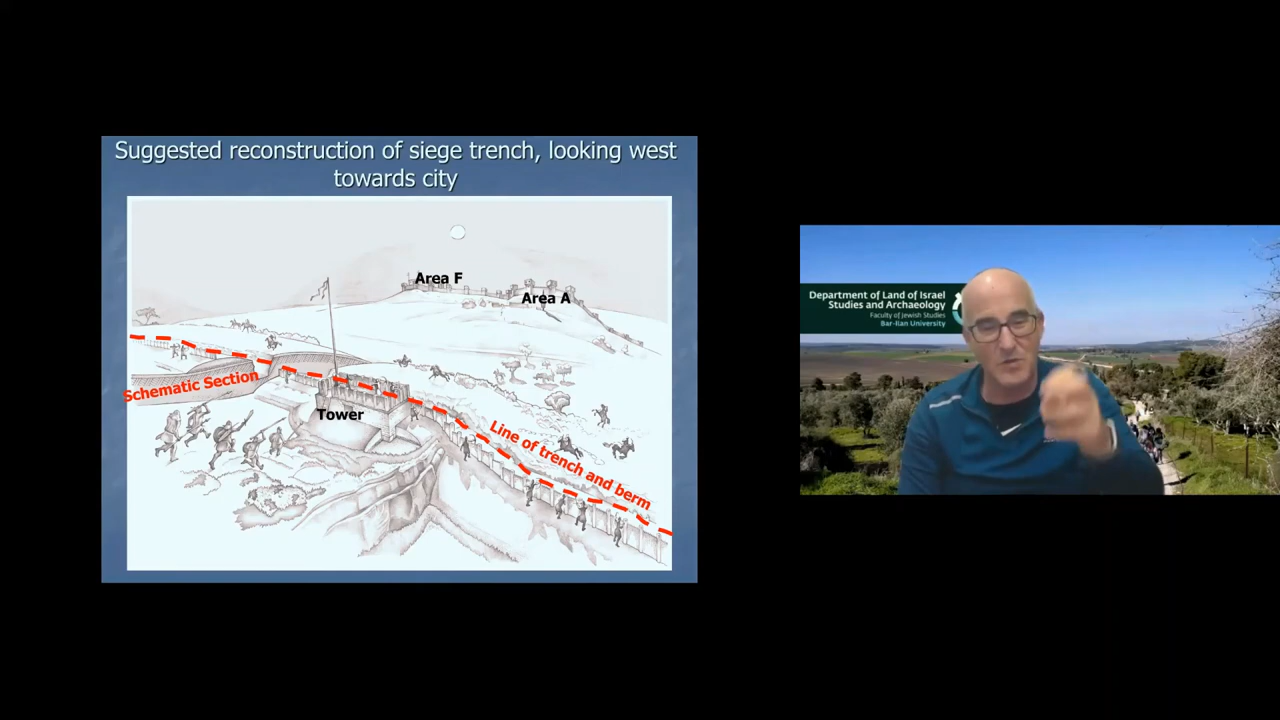 Suggested reconstruction of siege trench, looking west
towards city
Area F
Area A
Schematic Section
Tower
Line of trench and berm
Department of Land of Israel
Studies and Archaeology
Faculty of Jewish Studies
Bar-Ilan University